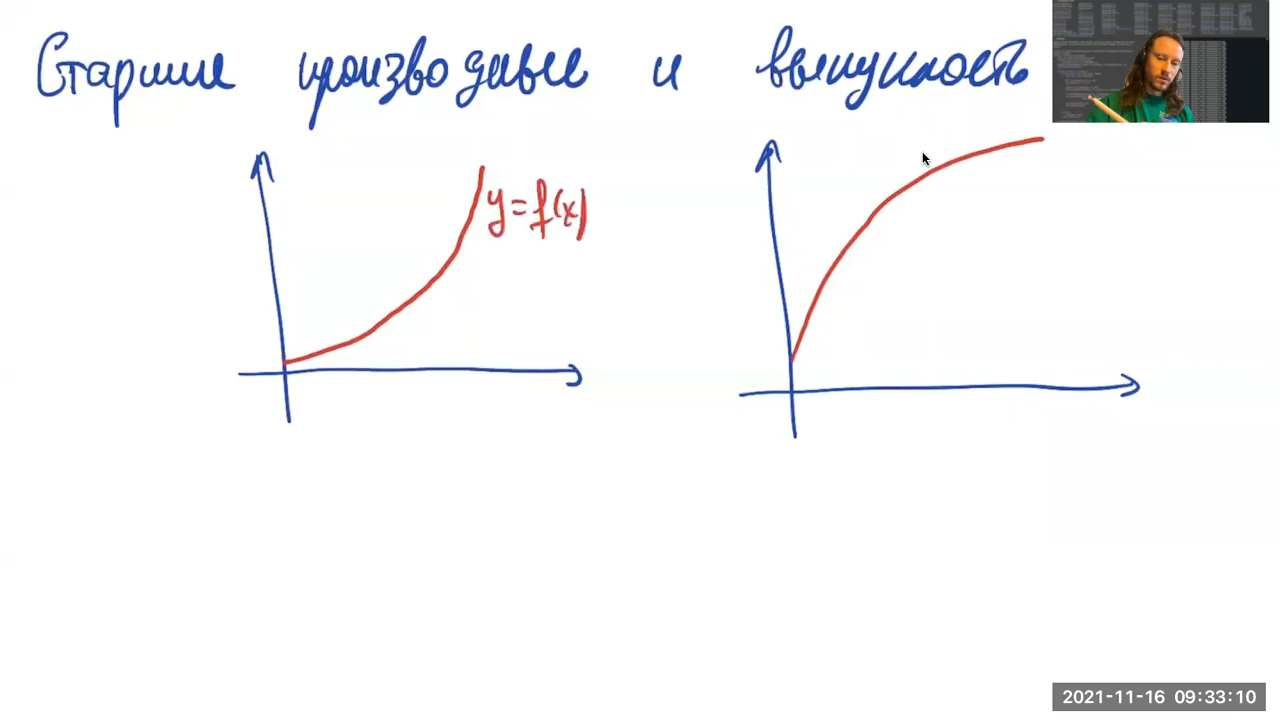 Старшие производные и выпуклость
y=f(x)
2021-11-16 09:33:10